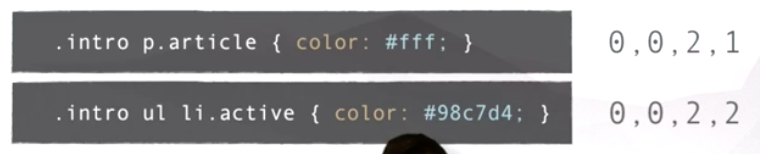 .intro p.article { color: #fff; } 0,0,2,1
.intro ul li.active { color: #98c7d4; } 0,0,2,2